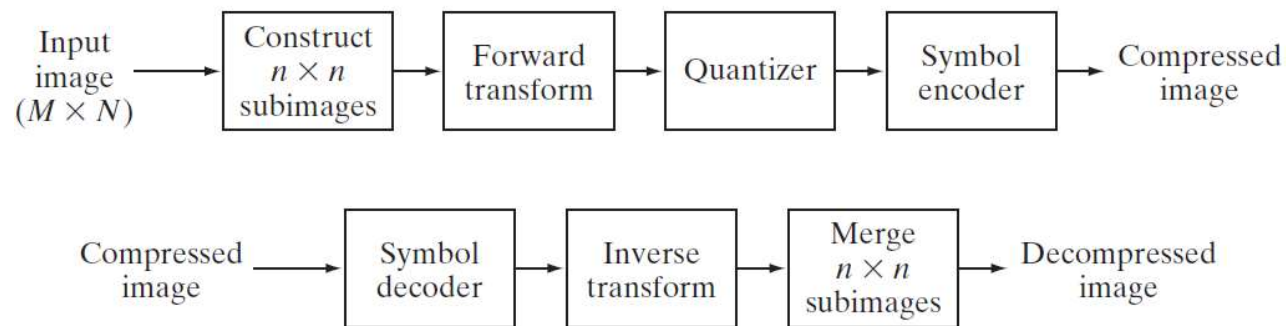 Input
image
(M × N)
Construct
n × n
subimages
Forward
transform
Quantizer
Symbol
encoder
Compressed
image
Compressed
image
Symbol
decoder
Inverse
transform
Merge
n × n
subimages
Decompressed
image